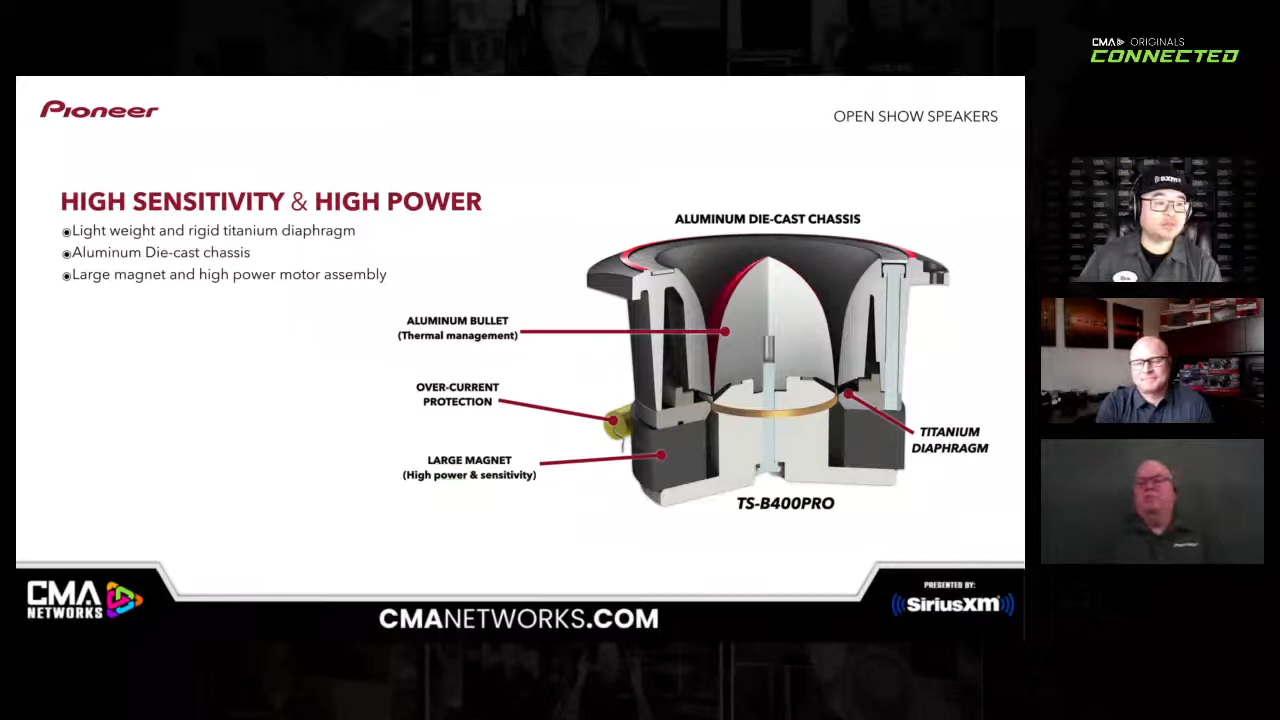 CMA ORIGINALS
CONNECTED
Pioneer
OPEN SHOW SPEAKERS
HIGH SENSITIVITY & HIGH POWER
Light weight and rigid titanium diaphragm
Aluminum Die-cast chassis
Large magnet and high power motor assembly
ALUMINUM DIE-CAST CHASSIS
ALUMINUM BULLET
(Thermal management)
OVER-CURRENT
PROTECTION
LARGE MAGNET
(High power & sensitivity)
TITANIUM
DIAPHRAGM
TS-B400PRO
sxm
CMA
NETWORKS
CMANETWORKS.COM
PRESENTED BY:
SiriusXm